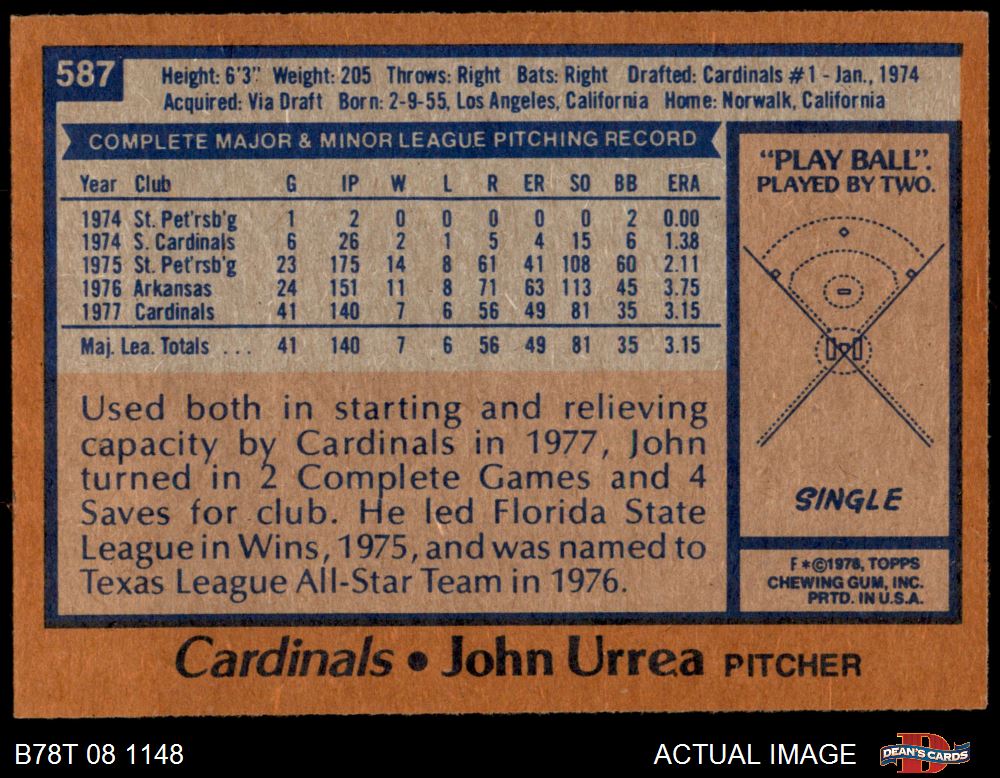 587
Height: 6'3" Weight: 205 Throws: Right Bats: Right Drafted: Cardinals #1 - Jan., 1974
Acquired: Via Draft Born: 2-9-55, Los Angeles, California Home: Norwalk, California
COMPLETE MAJOR & MINOR LEAGUE PITCHING RECORD
Year Club G IP W L R ER SO BB ERA
1974 St. Pet'rsb'g 1 2 0 0 0 0 0 2 0.00
1974 S. Cardinals 6 26 2 1 5 4 15 6 1.38
1975 St. Pet'rsb'g 23 175 14 8 61 41 108 60 2.11
1976 Arkansas 24 151 11 8 71 63 113 45 3.75
1977 Cardinals 41 140 7 6 56 49 81 35 3.15
Maj. Lea. Totals ... 41 140 7 6 56 49 81 35 3.15
Used both in starting and relieving
capacity by Cardinals in 1977, John
turned in 2 Complete Games and 4
Saves for club. He led Florida State
League in Wins, 1975, and was named to
Texas League All-Star Team in 1976.
"PLAY BALL".
PLAYED BY TWO.
SINGLE
F*©1978, TOPPS
CHEWING GUM, INC.
PRTD. IN U.S.A.
Cardinals • John Urrea PITCHER
B78T 08 1148
ACTUAL IMAGE
D
DEAN'S CARDS